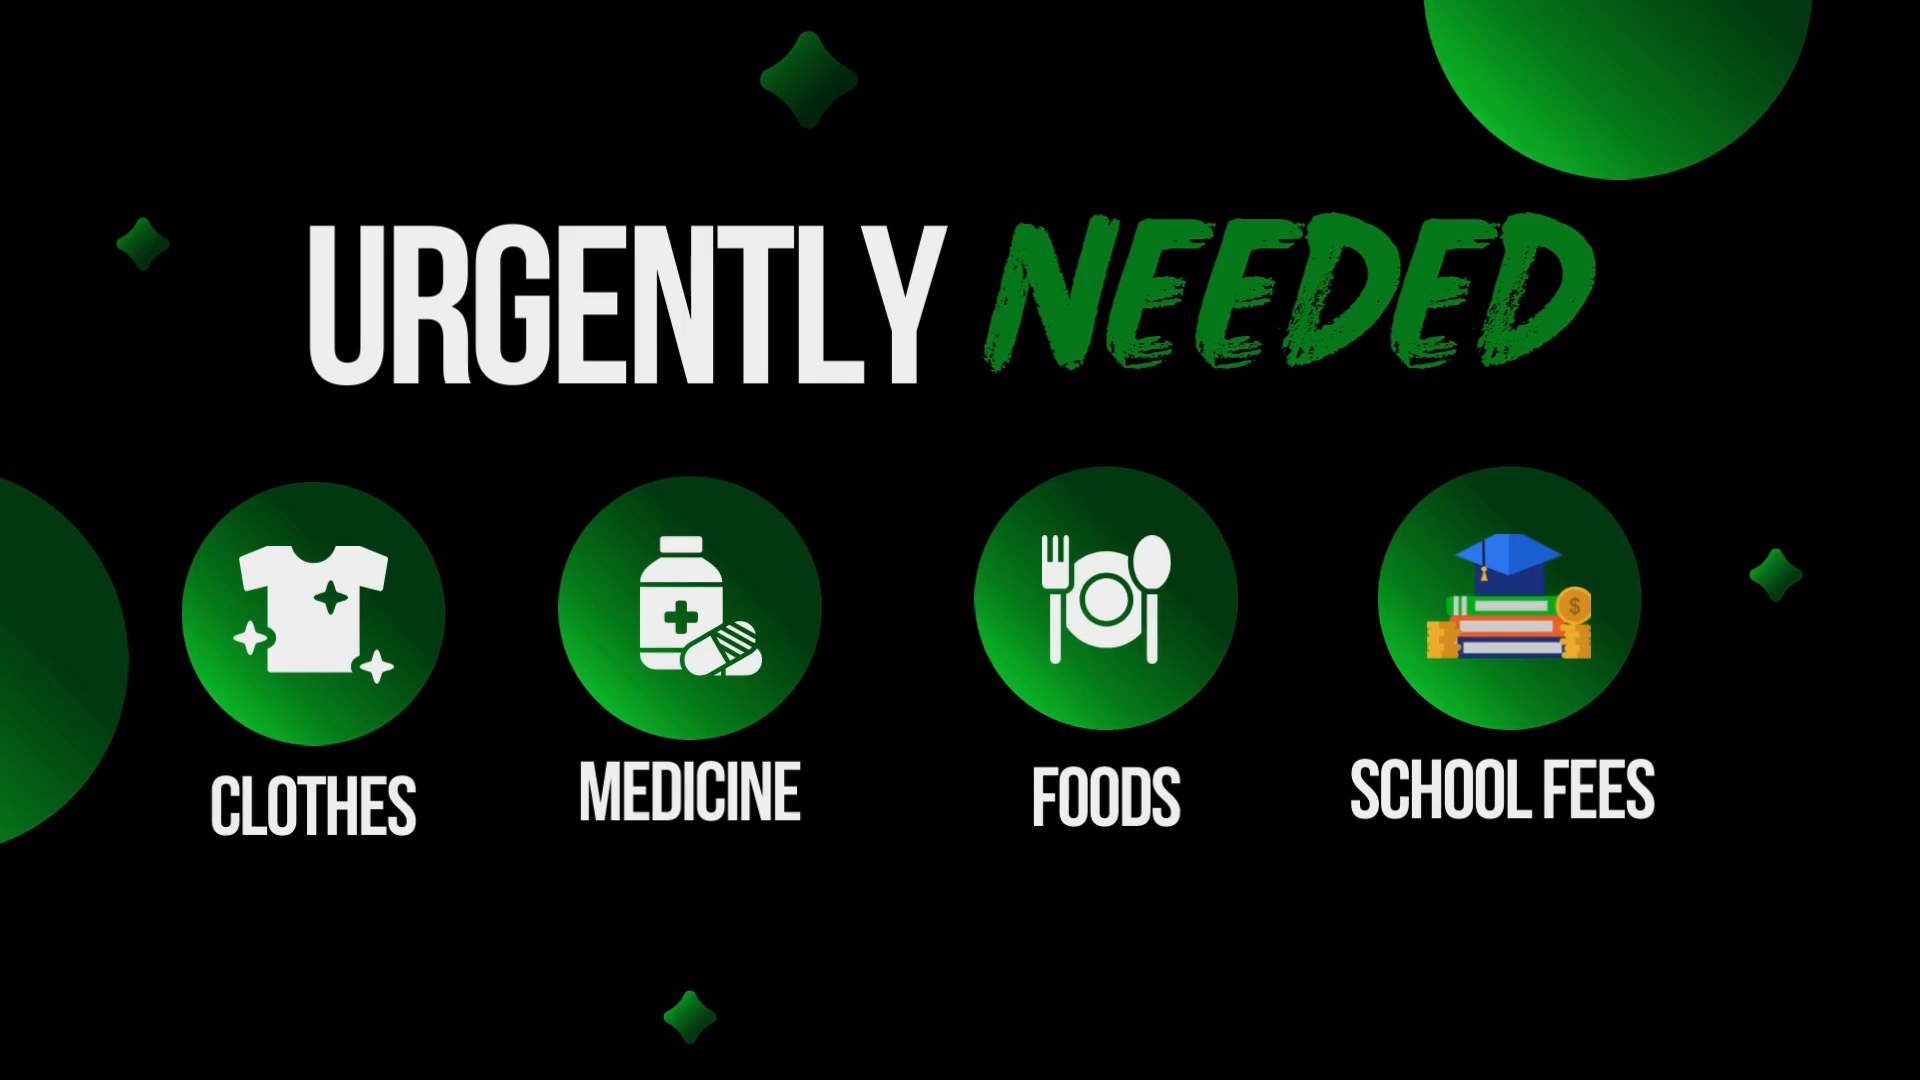 URGENTLY NEEDED
CLOTHES
MEDICINE
FOODS
SCHOOL FEES
$